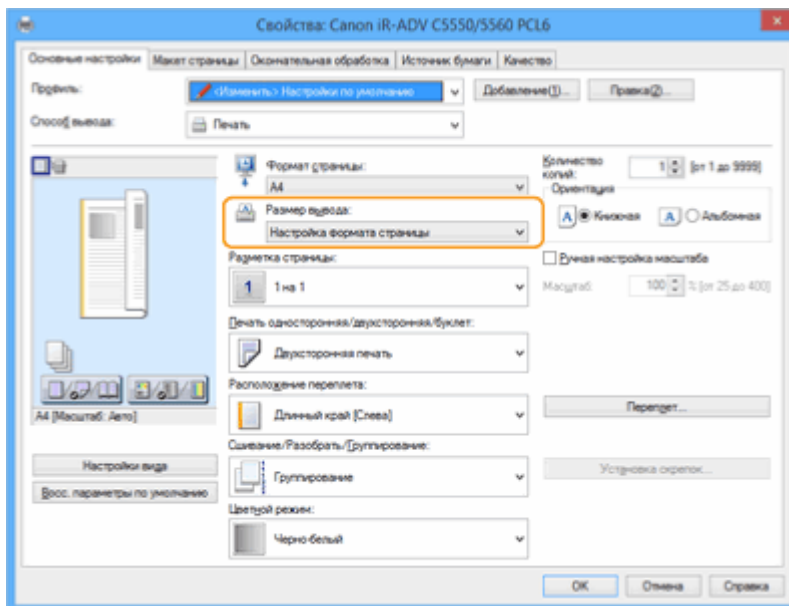 Свойства: Canon iR-ADV C5550/5560 PCL6
Основные настройки Макет страницы Окончательная обработка Источник бумаги Качество
Профиль: <Изменить> Настройки по умолчанию Добавление(1)... Правка(2)...
Способ вывода: Печать
Формат страницы:
A4
Размер вывода:
Настройка формата страницы
Количество копий: 1 [от 1 до 9999]
Ориентация
A Книжная A Альбомная
Разметка страницы:
1 1 на 1
Ручная настройка масштаба
Масштаб: 100 % [от 25 до 400]
Печать односторонняя/двухсторонняя/буклет:
Двухсторонняя печать
Расположение переплета:
Длинный край [Слева]
Переплет...
A4 [Масштаб: Авто]
Сшивание/Разобрать/Группирование:
Группирование
Установка скрепок...
Настройки вида
Восс. параметры по умолчанию
Цветной режим:
Черно белый
OK Отмена Справка